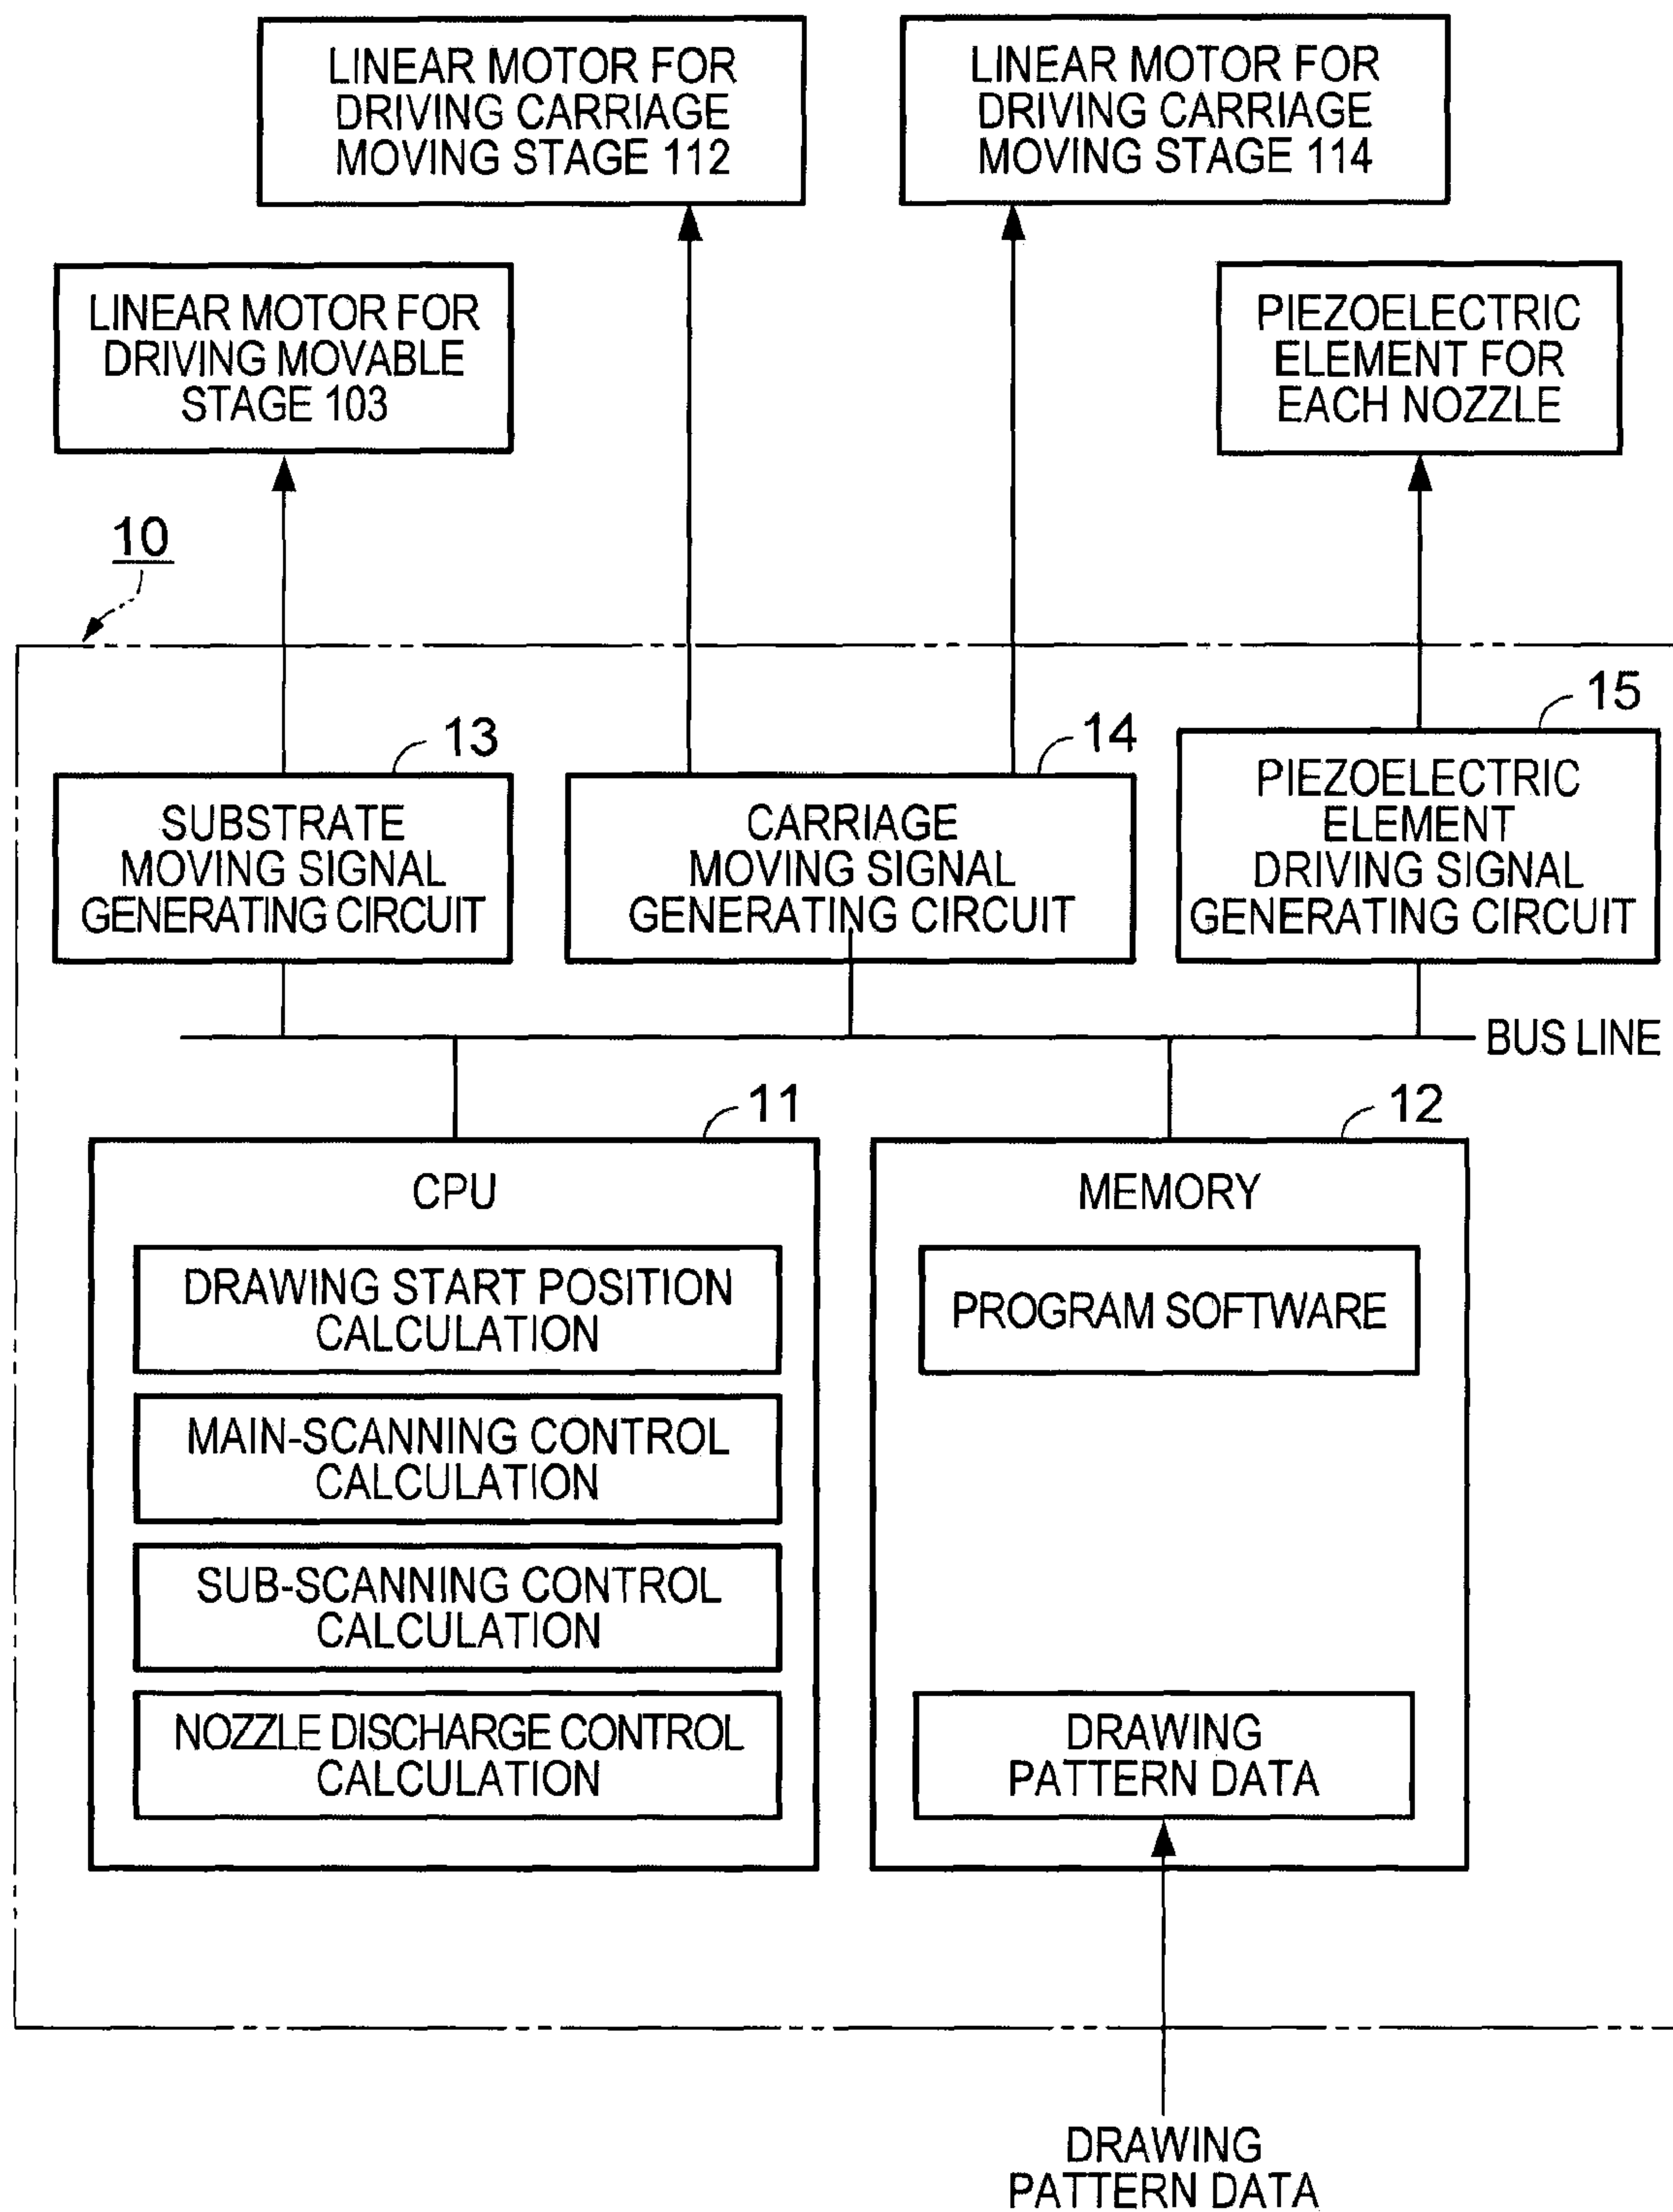 LINEAR MOTOR FOR
DRIVING CARRIAGE
MOVING STAGE 112
LINEAR MOTOR FOR
DRIVING CARRIAGE
MOVING STAGE 114
LINEAR MOTOR FOR
DRIVING MOVABLE
STAGE 103
PIEZOELECTRIC
ELEMENT FOR
EACH NOZZLE
10
13
SUBSTRATE
MOVING SIGNAL
GENERATING CIRCUIT
14
CARRIAGE
MOVING SIGNAL
GENERATING CIRCUIT
15
PIEZOELECTRIC
ELEMENT
DRIVING SIGNAL
GENERATING CIRCUIT
BUS LINE
11
CPU
DRAWING START POSITION
CALCULATION
MAIN-SCANNING CONTROL
CALCULATION
SUB-SCANNING CONTROL
CALCULATION
NOZZLE DISCHARGE CONTROL
CALCULATION
12
MEMORY
PROGRAM SOFTWARE
DRAWING
PATTERN DATA
DRAWING
PATTERN DATA